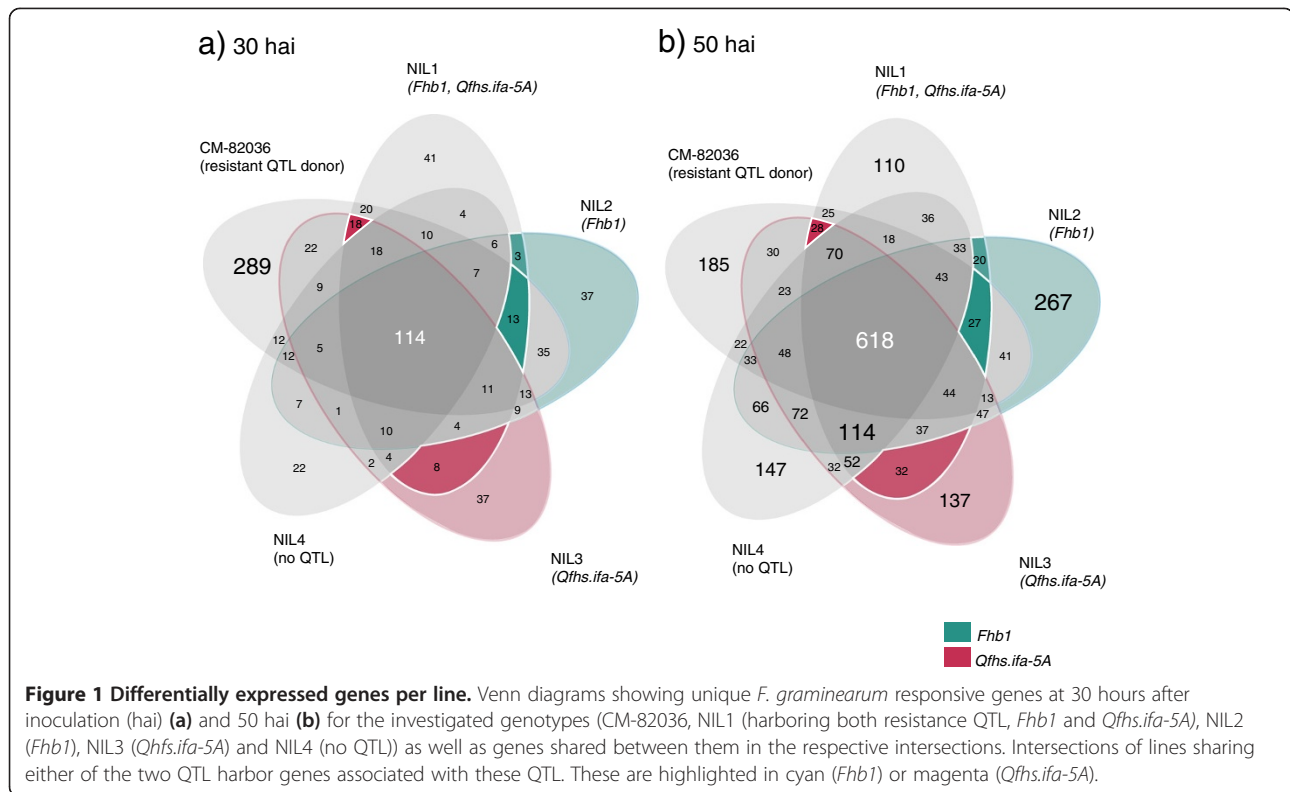 a) 30 hai
NIL1
(Fhb1, Qfhs.ifa-5A)
CM-82036
(resistant QTL donor)
NIL2
(Fhb1)
41
20
18
4
10
6
3
22
18
7
37
289
9
13
114
35
12
12
5
11
13
9
7
1
4
10
4
2
8
22
37
NIL4
(no QTL)
NIL3
(Qfhs.ifa-5A)
b) 50 hai
NIL1
(Fhb1, Qfhs.ifa-5A)
CM-82036
(resistant QTL donor)
NIL2
(Fhb1)
110
25
28
36
18
33
20
30
70
43
185
23
267
27
618
41
22
33
48
44
13
47
66
72
114
37
52
32
32
147
137
NIL4
(no QTL)
NIL3
(Qfhs.ifa-5A)
Fhb1
Qfhs.ifa-5A
Figure 1 Differentially expressed genes per line. Venn diagrams showing unique F. graminearum responsive genes at 30 hours after
inoculation (hai) (a) and 50 hai (b) for the investigated genotypes (CM-82036, NIL1 (harboring both resistance QTL, Fhb1 and Qfhs.ifa-5A), NIL2
(Fhb1), NIL3 (Qhfs.ifa-5A) and NIL4 (no QTL)) as well as genes shared between them in the respective intersections. Intersections of lines sharing
either of the two QTL harbor genes associated with these QTL. These are highlighted in cyan (Fhb1) or magenta (Qfhs.ifa-5A).